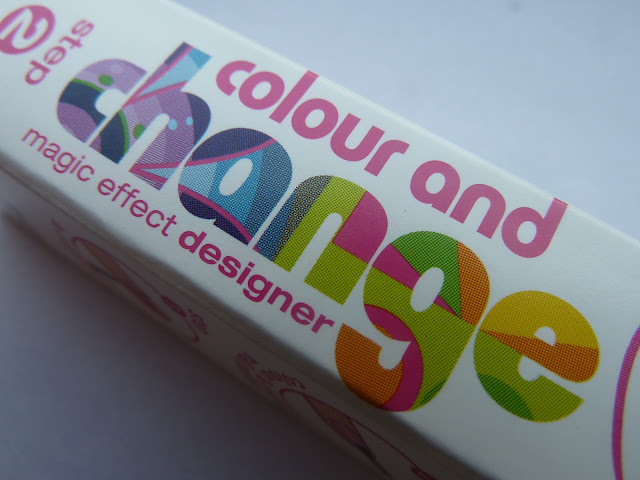 step
2
colour and
change
magic effect designer